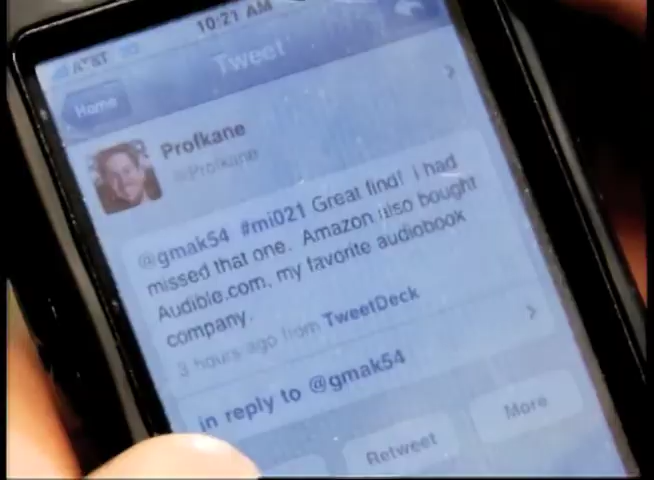 AT&T 10:21 AM
Home Tweet
Profkane
@Profkane
@gmak54 #mi021 Great find! I had
missed that one. Amazon also bought
Audible.com, my favorite audiobook
company.
3 hours ago from TweetDeck
in reply to @gmak54
Retweet More